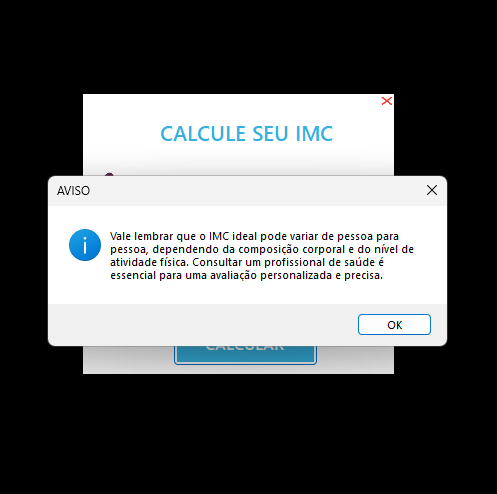 CALCULE SEU IMC
AVISO
Vale lembrar que o IMC ideal pode variar de pessoa para
pessoa, dependendo da composição corporal e do nível de
atividade física. Consultar um profissional de saúde é
essencial para uma avaliação personalizada e precisa.
OK
CALCULAR